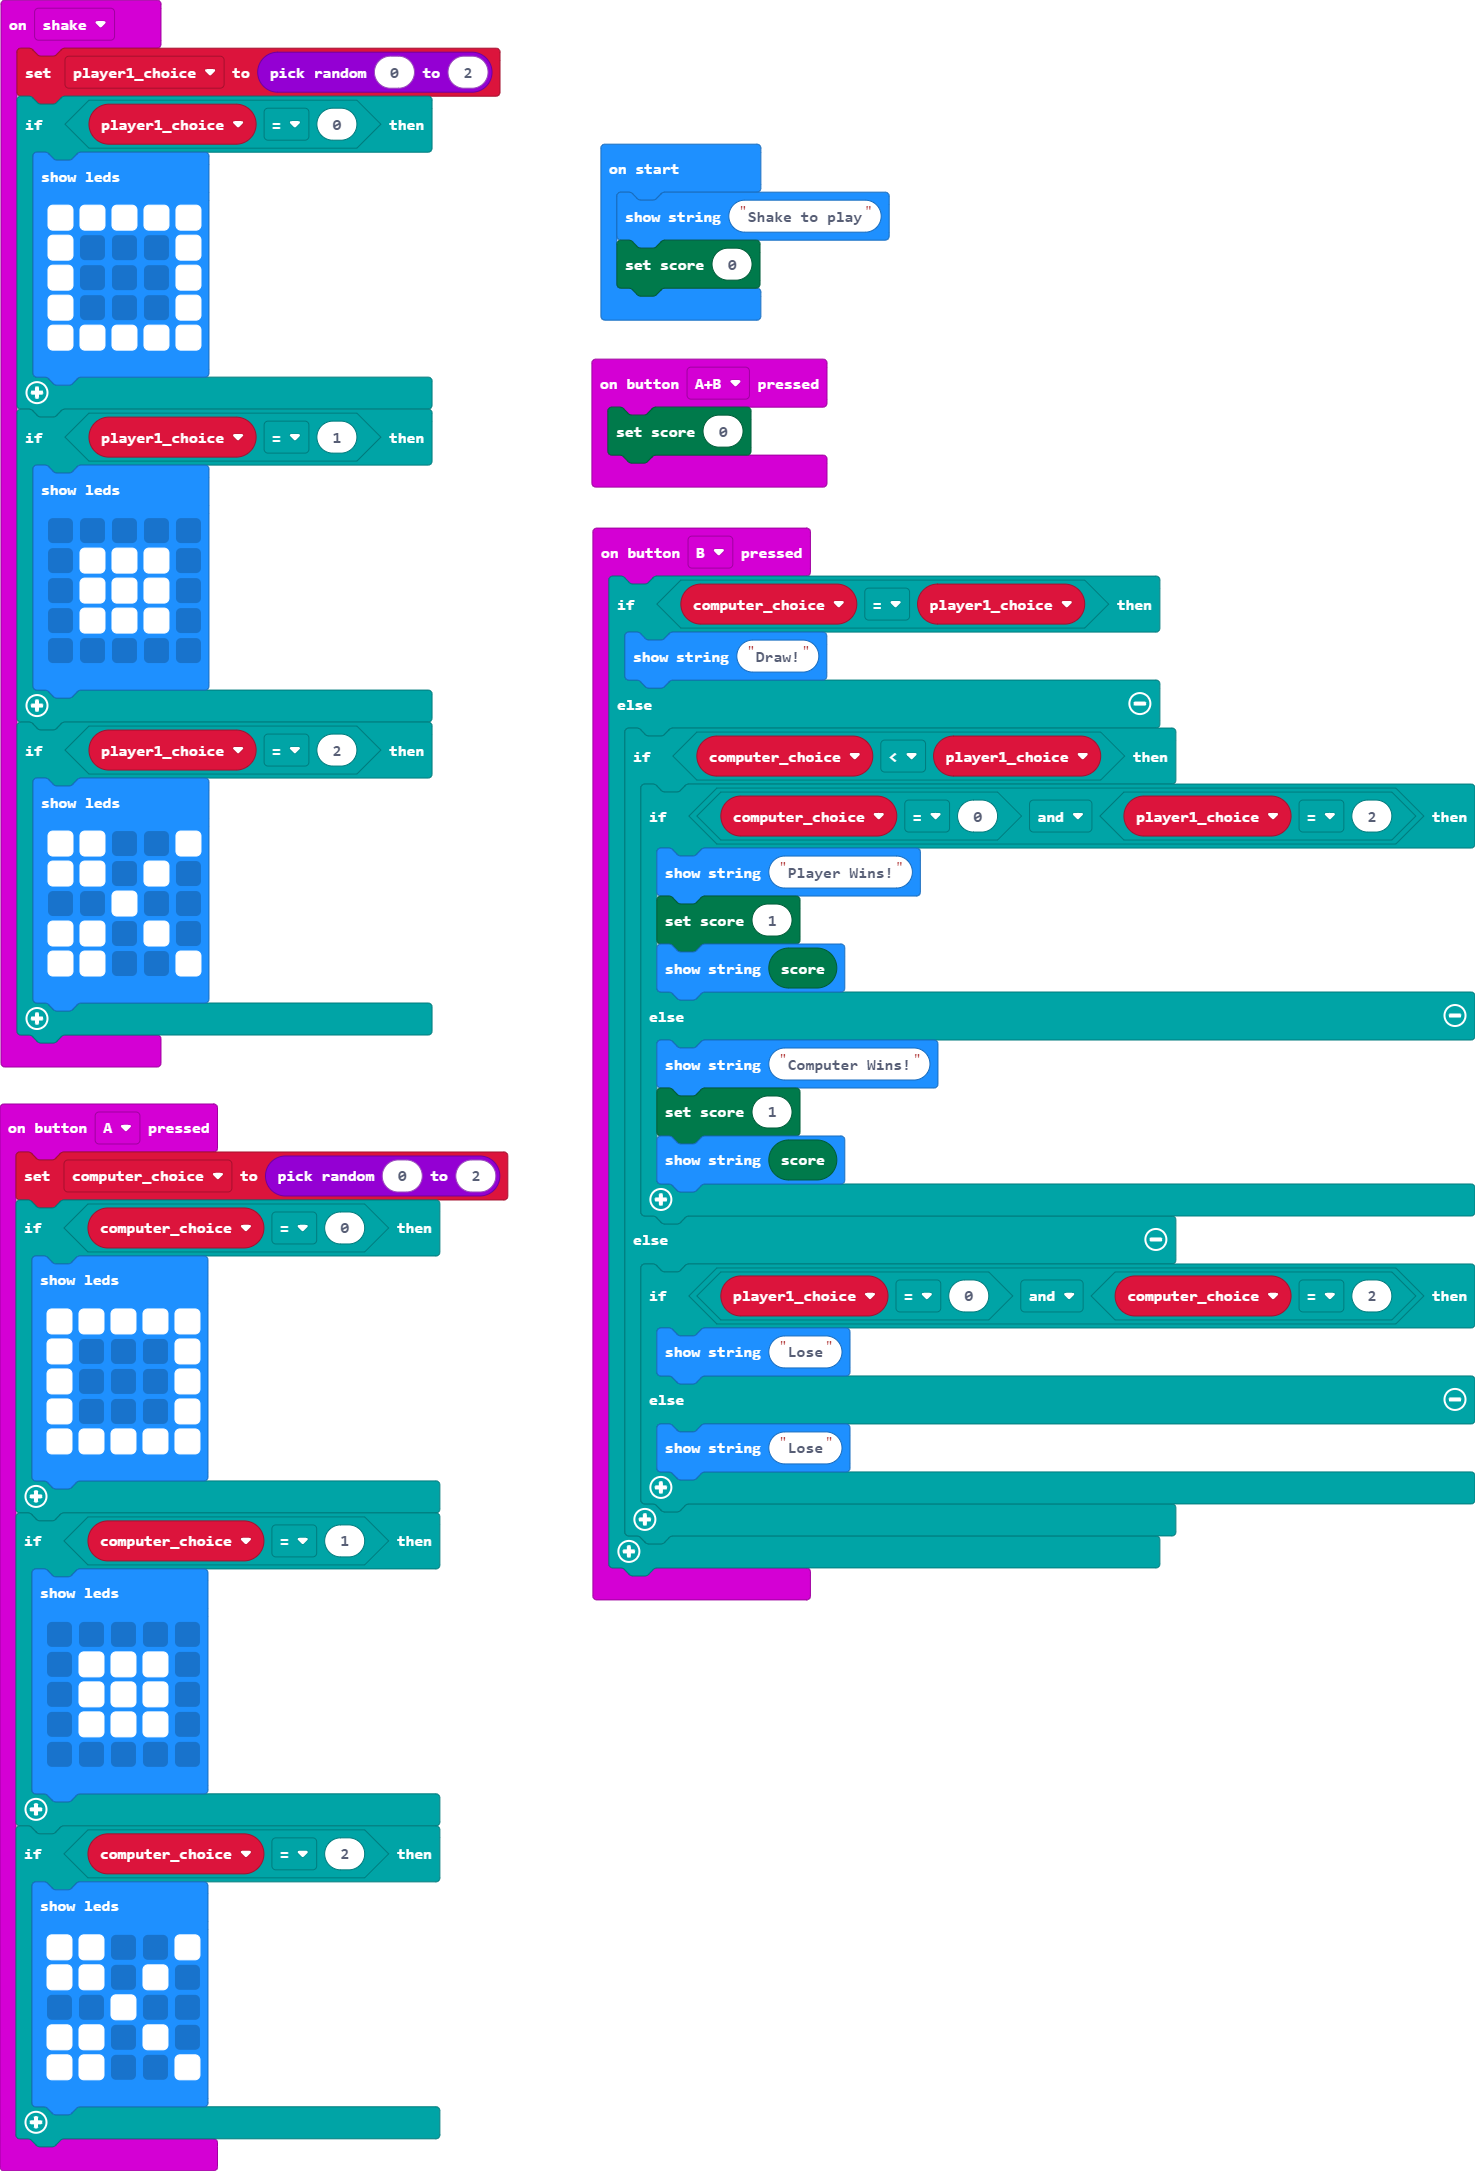 on shake
set player1_choice to pick random 0 to 2
if player1_choice = 0 then
show leds
if player1_choice = 1 then
show leds
if player1_choice = 2 then
show leds
on button A pressed
set computer_choice to pick random 0 to 2
if computer_choice = 0 then
show leds
if computer_choice = 1 then
show leds
if computer_choice = 2 then
show leds
on start
show string "Shake to play"
set score 0
on button A+B pressed
set score 0
on button B pressed
if computer_choice = player1_choice then
show string "Draw!"
else
if computer_choice < player1_choice then
if computer_choice = 0 and player1_choice = 2 then
show string "Player Wins!"
set score 1
show string score
else
show string "Computer Wins!"
set score 1
show string score
else
if player1_choice = 0 and computer_choice = 2 then
show string "Lose"
else
show string "Lose"